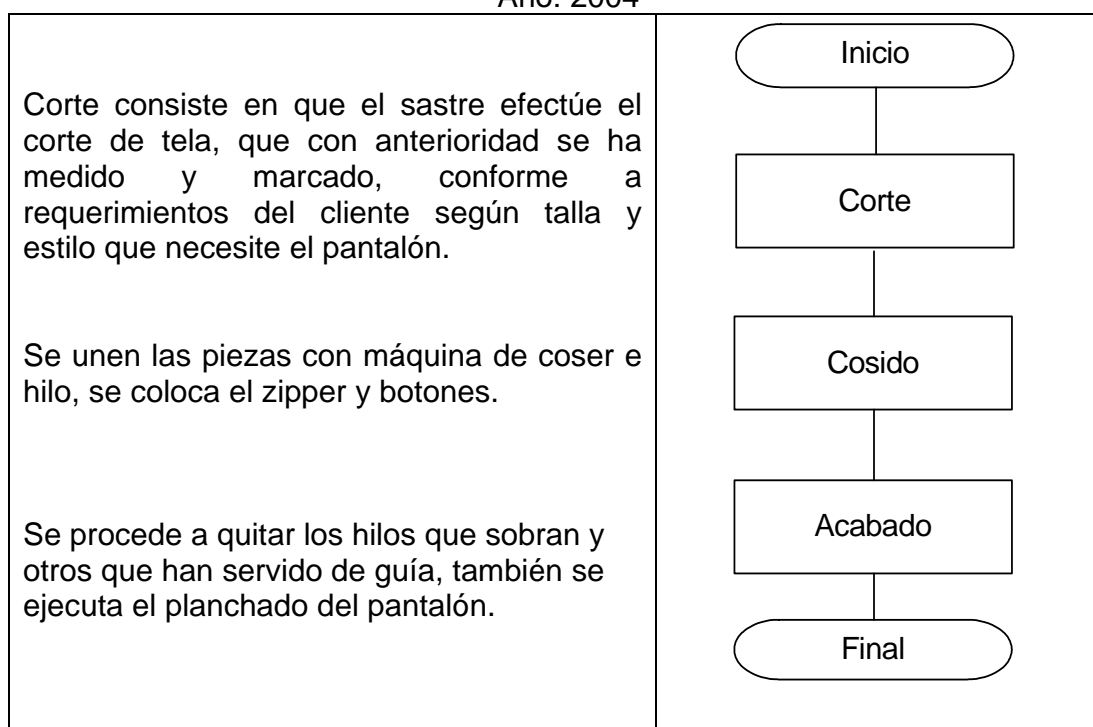 Año: 2004
Inicio
Corte consiste en que el sastre efectúe el
corte de tela, que con anterioridad se ha
medido y marcado, conforme a
requerimientos del cliente según talla y
estilo que necesite el pantalón.
Corte
Se unen las piezas con máquina de coser e
hilo, se coloca el zipper y botones.
Cosido
Se procede a quitar los hilos que sobran y
otros que han servido de guía, también se
ejecuta el planchado del pantalón.
Acabado
Final